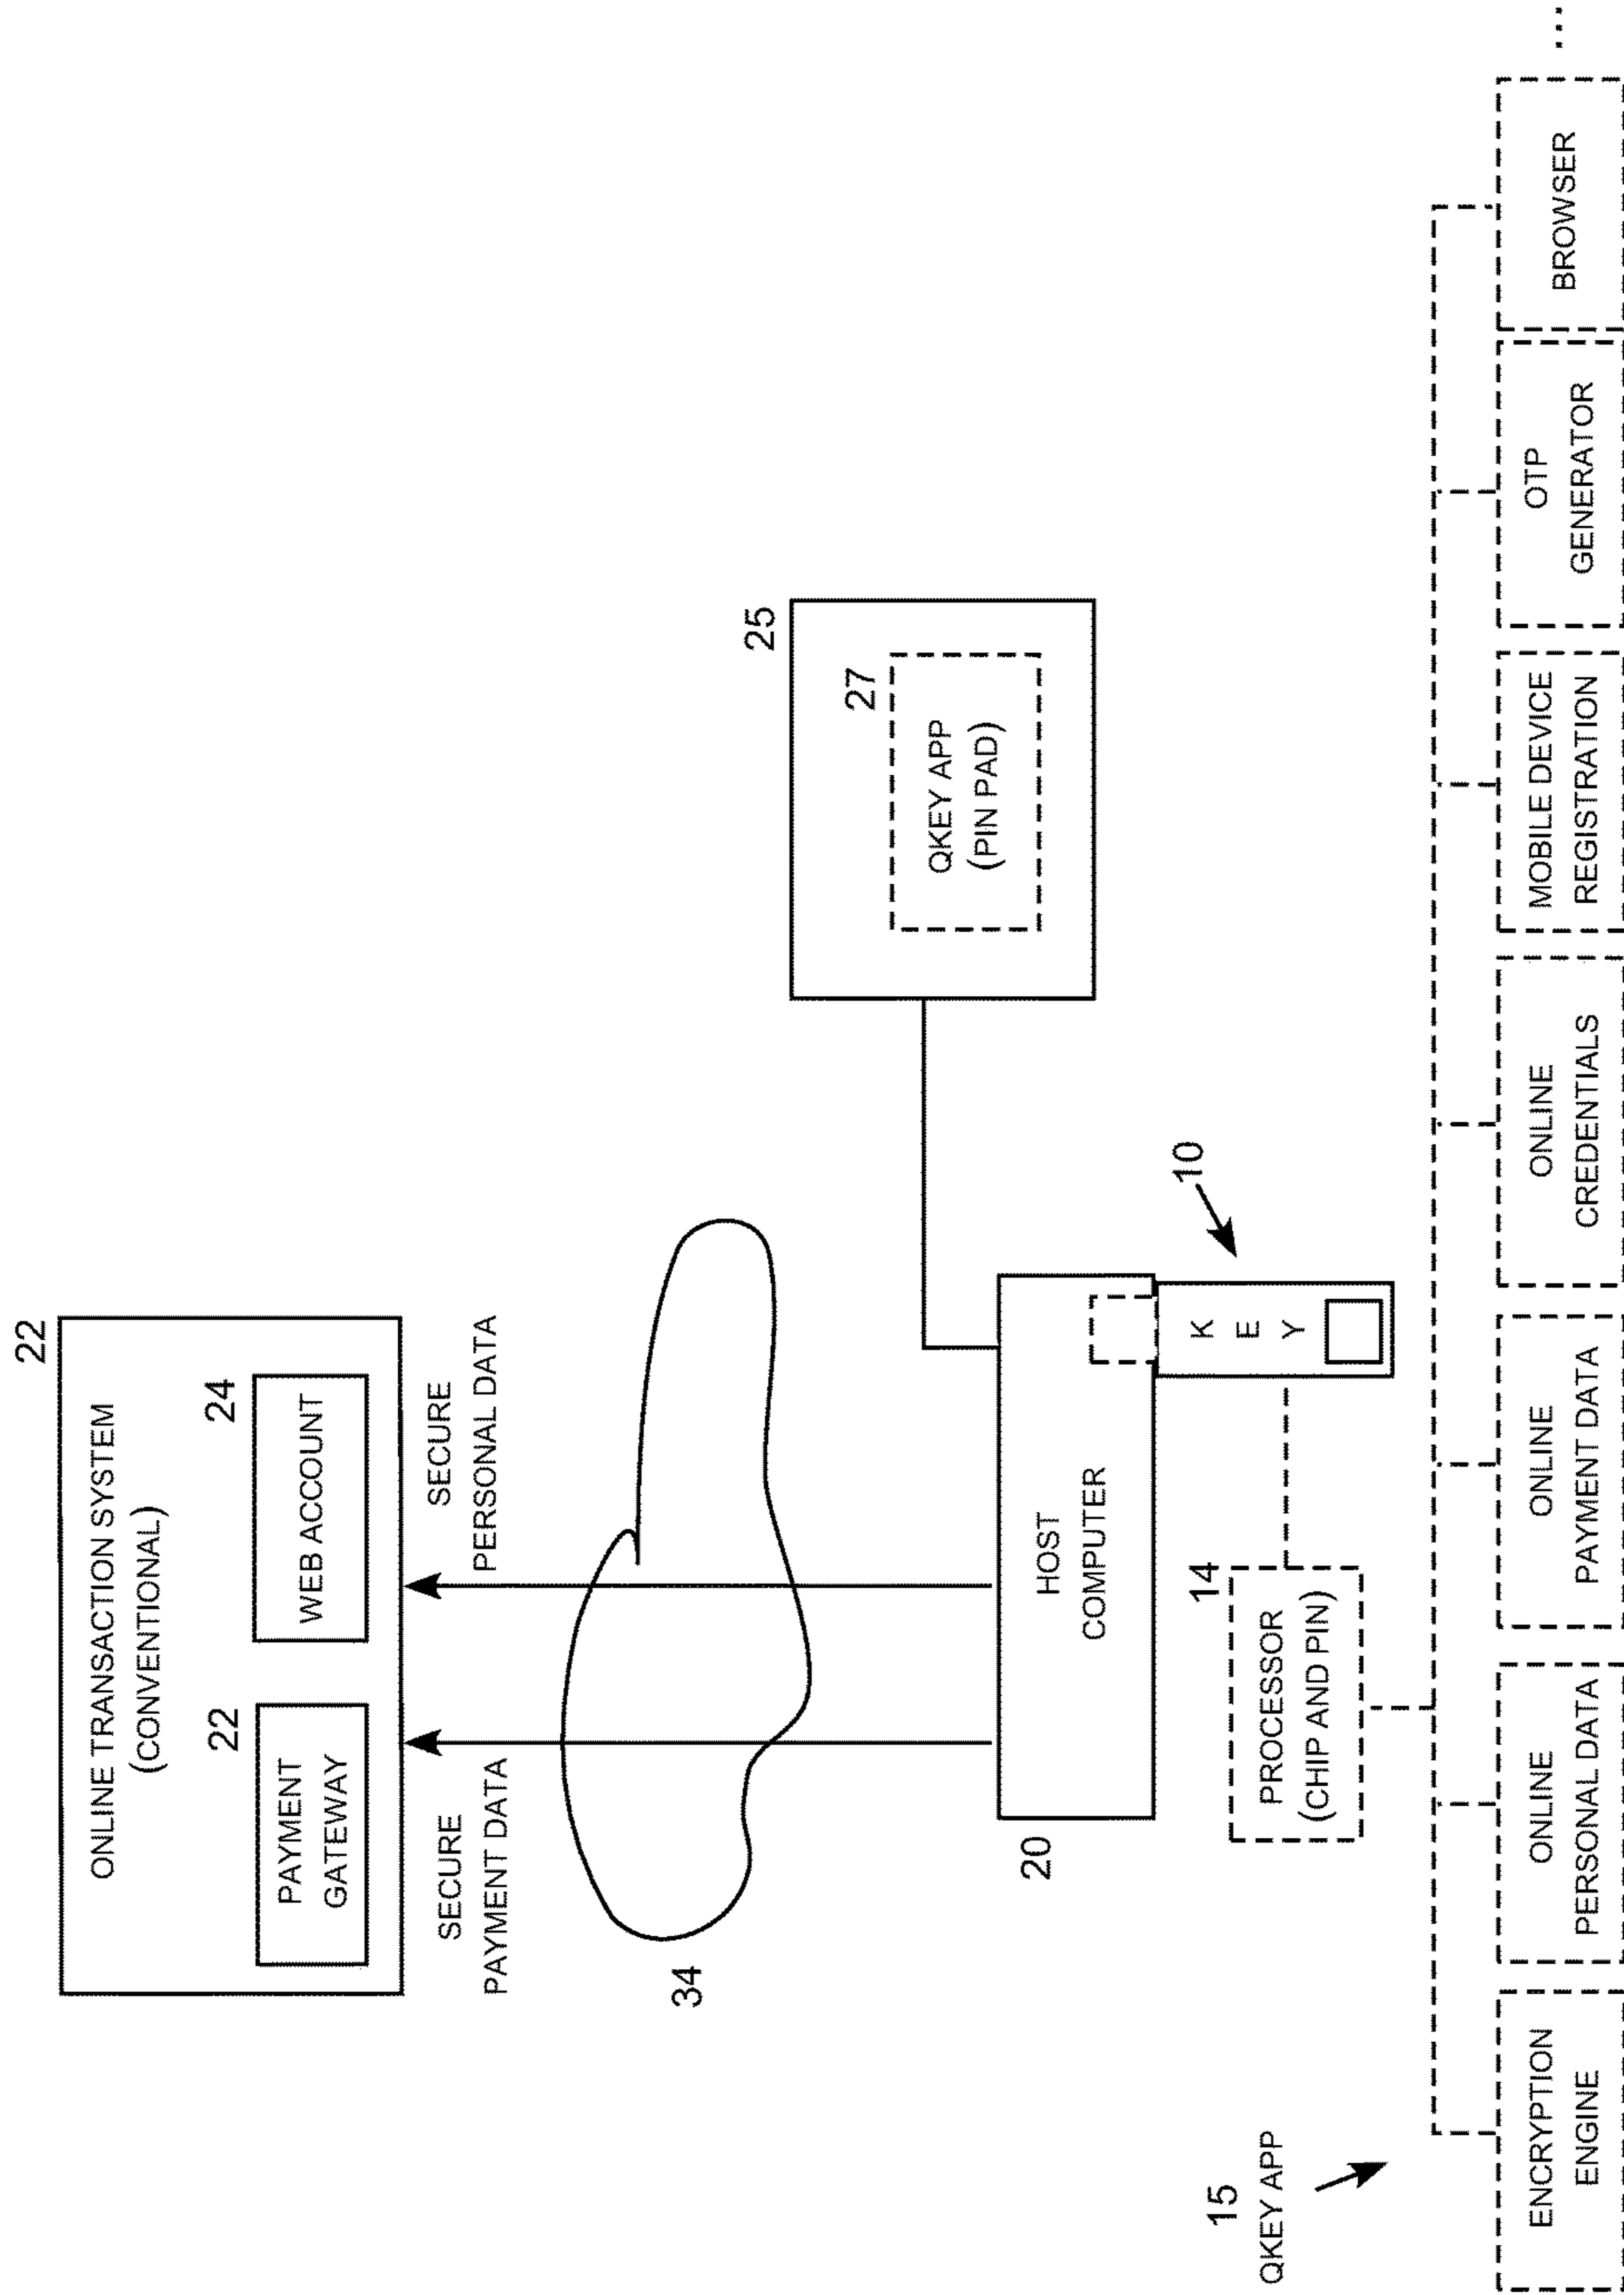 22
ONLINE TRANSACTION SYSTEM
(CONVENTIONAL)
22
PAYMENT
GATEWAY
24
WEB ACCOUNT
SECURE
PAYMENT DATA
SECURE
PERSONAL DATA
34
25
27
QKEY APP
(PIN PAD)
20
HOST
COMPUTER
10
K
E
Y
14
PROCESSOR
(CHIP AND PIN)
15
QKEY APP
ENCRYPTION
ENGINE
ONLINE
PERSONAL DATA
ONLINE
PAYMENT DATA
ONLINE
CREDENTIALS
MOBILE DEVICE
REGISTRATION
OTP
GENERATOR
BROWSER
...